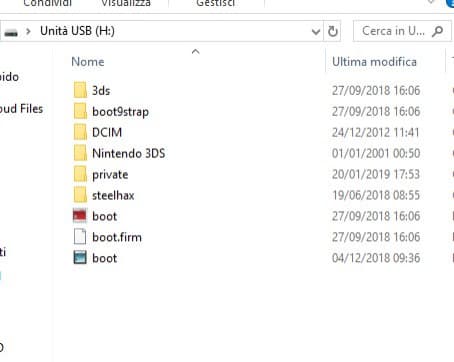 Condividi Visualizza Gestisci
Unità USB (H:) Cerca in U...
Nome Ultima modifica
3ds 27/09/2018 16:06
pido boot9strap 27/09/2018 16:06
oud Files DCIM 24/12/2012 11:41
Nintendo 3DS 01/01/2001 00:50
private 20/01/2019 17:53
steelhax 19/06/2018 08:55
boot 27/09/2018 16:06
boot.firm 27/09/2018 16:06
ti boot 04/12/2018 09:36